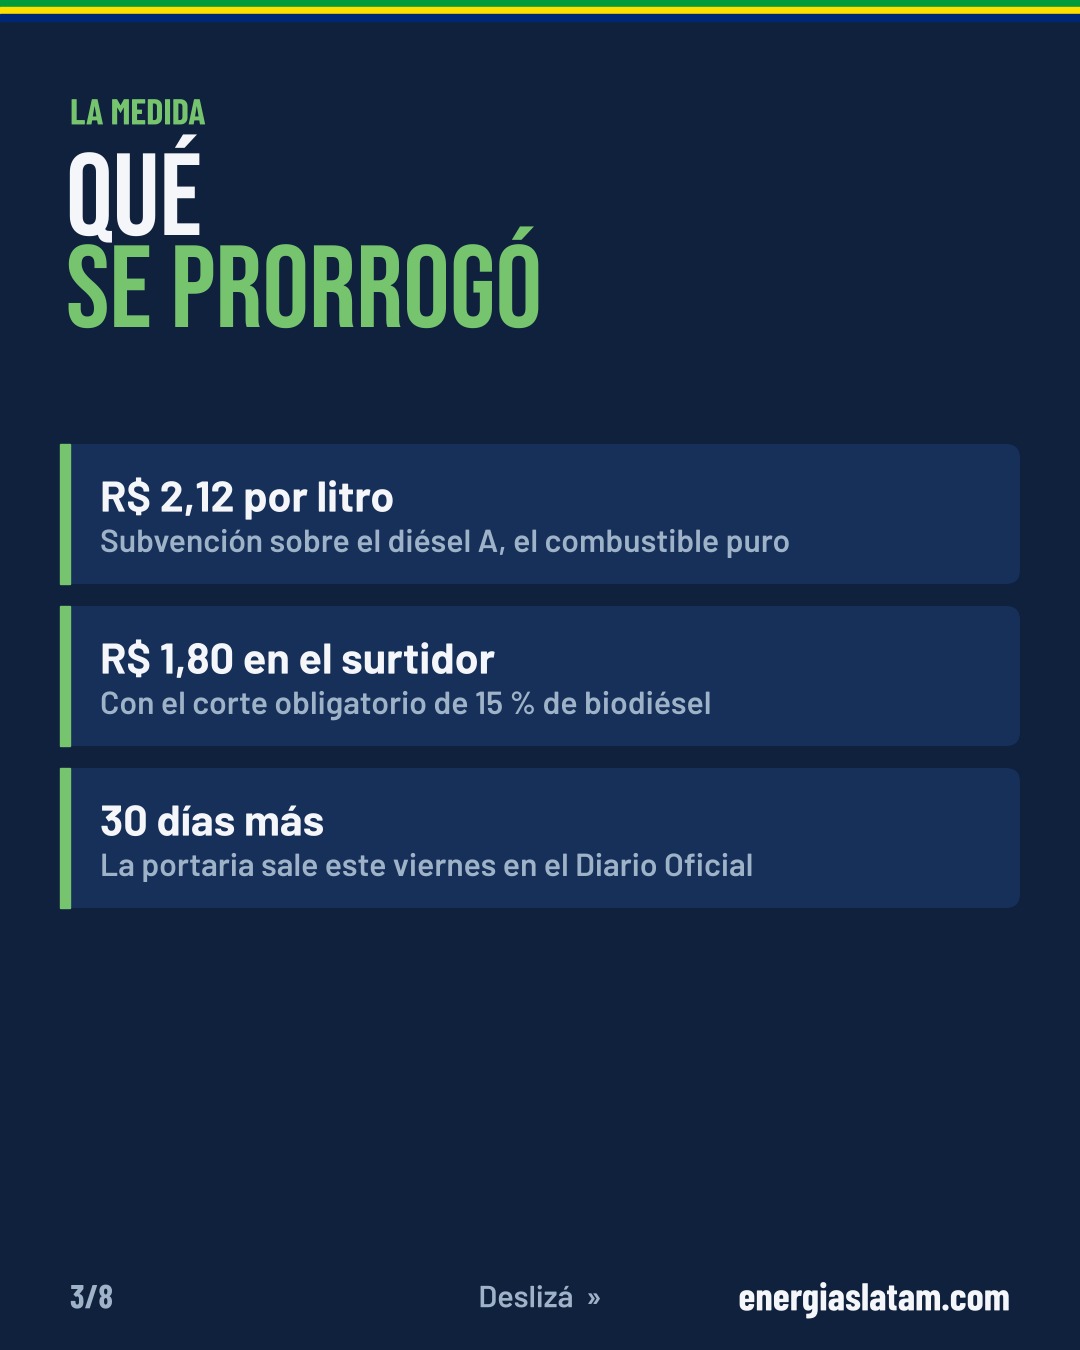 LA MEDIDA
QUÉ
SE PRORROGÓ
R$ 2,12 por litro
Subvención sobre el diésel A, el combustible puro
R$ 1,80 en el surtidor
Con el corte obligatorio de 15 % de biodiésel
30 días más
La portaria sale este viernes en el Diario Oficial
3/8
Deslizá »
energiaslatam.com